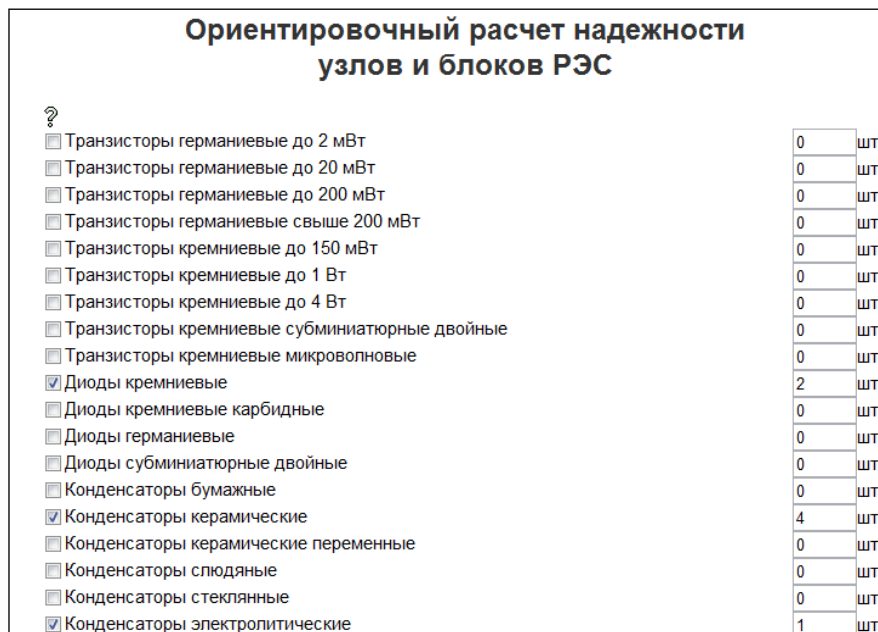 Ориентировочный расчет надежности
узлов и блоков РЭС
?
Транзисторы германиевые до 2 мВт 0 шт
Транзисторы германиевые до 20 мВт 0 шт
Транзисторы германиевые до 200 мВт 0 шт
Транзисторы германиевые свыше 200 мВт 0 шт
Транзисторы кремниевые до 150 мВт 0 шт
Транзисторы кремниевые до 1 Вт 0 шт
Транзисторы кремниевые до 4 Вт 0 шт
Транзисторы кремниевые субминиатюрные двойные 0 шт
Транзисторы кремниевые микроволновые 0 шт
Диоды кремниевые 2 шт
Диоды кремниевые карбидные 0 шт
Диоды германиевые 0 шт
Диоды субминиатюрные двойные 0 шт
Конденсаторы бумажные 0 шт
Конденсаторы керамические 4 шт
Конденсаторы керамические переменные 0 шт
Конденсаторы слюдяные 0 шт
Конденсаторы стеклянные 0 шт
Конденсаторы электролитические 1 шт